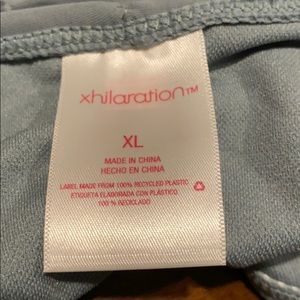 xhilaration™
XL
MADE IN CHINA
HECHO EN CHINA
LABEL MADE FROM 100% RECYCLED PLASTIC
ETIQUETA ELABORADA CON PLÁSTICO
100 % RECICLADO